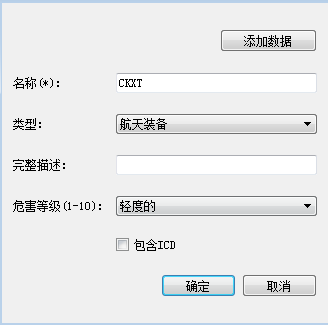 添加数据
名称(*): CKXT
类型: 航天装备
完整描述:
危害等级(1-10): 轻度的
包含ICD
确定 取消